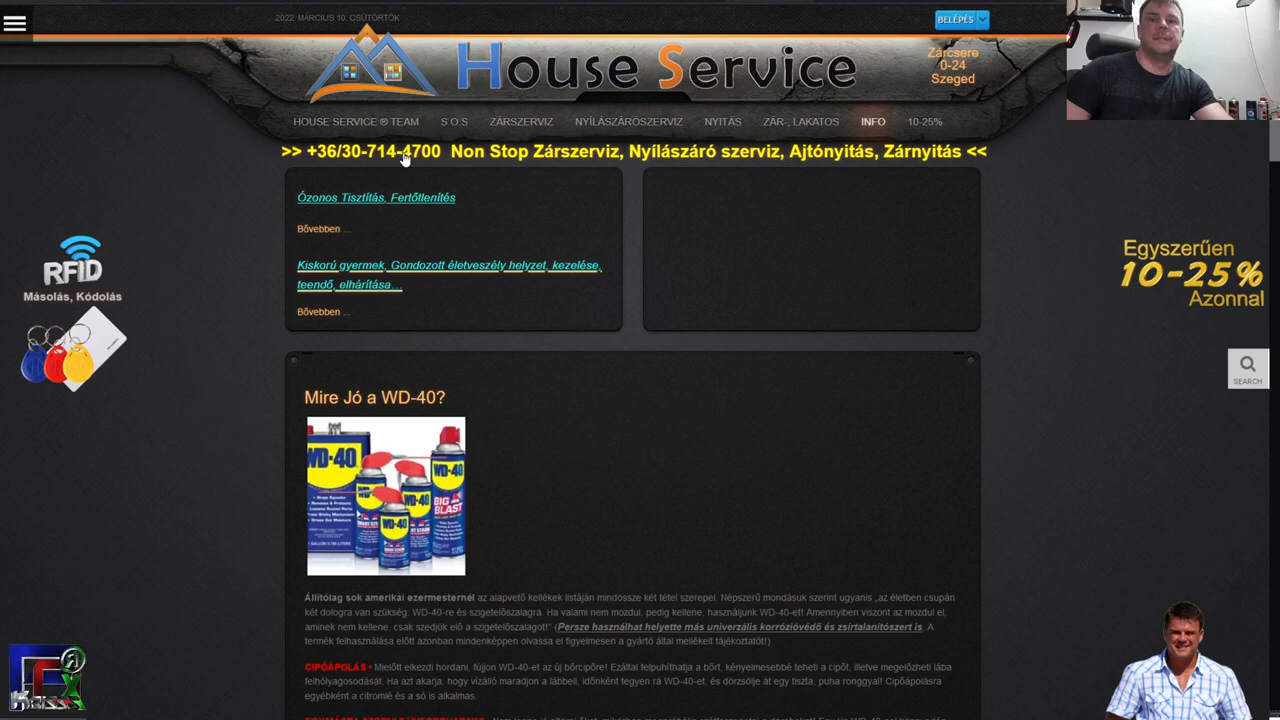 2022. MÁRCIUS 10. CSÜTÖRTÖK
BELÉPÉS
House Service
Zárcsere
0-24
Szeged
HOUSE SERVICE ® TEAM S.O.S ZÁRSZERVIZ NYÍLÁSZÁRÓSZERVIZ NYITÁS ZÁR-, LAKATOS INFO 10-25%
>> +36/30-714-4700 Non Stop Zárszerviz, Nyílászáró szerviz, Ajtónyitás, Zárnyitás <<
Ózonos Tisztítás, Fertőtlenítés
Bővebben ...
Kiskorú gyermek, Gondozott életveszély helyzet, kezelése,
teendő, elhárítása...
Bővebben ...
RFID
Másolás, Kódolás
Egyszerűen
10-25%
Azonnal
SEARCH
Mire Jó a WD-40?
WD-40
WD-40
WD-40
WD-40
BIG
BLAST
Állítólag sok amerikai ezermesternél az alapvető kellékek listáján mindössze két tétel szerepel. Népszerű mondásuk szerint ugyanis „az életben csupán
két dologra van szükség: WD-40-re és szigetelőszalagra. Ha valami nem mozdul, pedig kellene, használjunk WD-40-et! Amennyiben viszont az mozdul el,
aminek nem kellene, csak szedjük elő a szigetelőszalagot!” (Persze használhat helyette más univerzális korrózióvédő és zsírtalanítószert is. A
termék felhasználása előtt azonban mindenképpen olvassa el figyelmesen a gyártó által mellékelt tájékoztatót!)
CIPŐÁPOLÁS • Mielőtt elkezdi hordani, fújjon WD-40-et az új bőrcipőre! Ezáltal felpuhíthatja a bőrt, kényelmesebbé teheti a cipőt, illetve megelőzheti lába
felhólyagosodását. Ha azt akarja, hogy vízálló maradjon a lábbeli, időnként tegyen rá WD-40-et, és dörzsölje át egy tiszta, puha ronggyal! Cipőápolásra
egyébként a citromlé és a só is alkalmas.